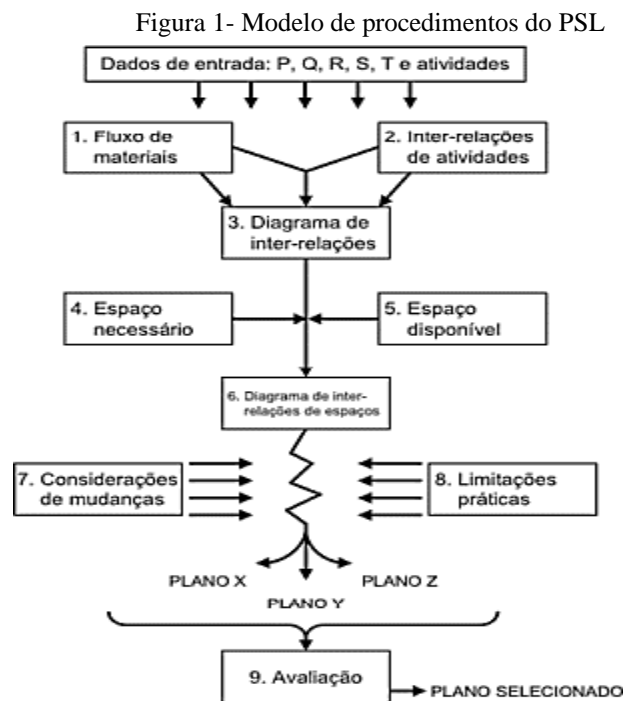 Figura 1- Modelo de procedimentos do PSL
Dados de entrada: P, Q, R, S, T e atividades
1. Fluxo de
materiais
2. Inter-relações
de atividades
3. Diagrama de
inter-relações
4. Espaço
necessário
5. Espaço
disponível
6. Diagrama de inter-
relações de espaços
7. Considerações
de mudanças
8. Limitações
práticas
PLANO X
PLANO Z
PLANO Y
9. Avaliação
PLANO SELECIONADO